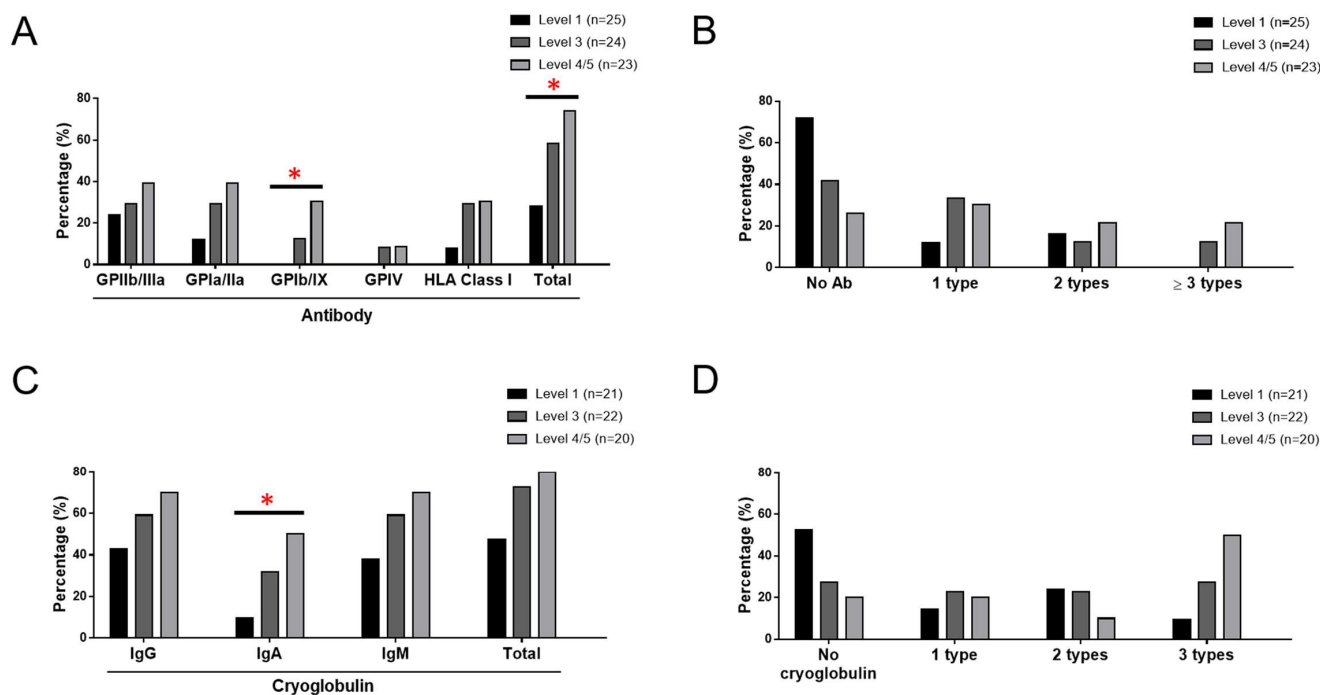 A
Level 1 (n=25)
Level 3 (n=24)
Level 4/5 (n=23)
*
*
Percentage (%)
80
60
40
20
0
GPIIb/IIIa GPIa/IIa GPIb/IX GPIV HLA Class I Total
Antibody
B
Level 1 (n=25)
Level 3 (n=24)
Level 4/5 (n=23)
Percentage (%)
80
60
40
20
0
No Ab 1 type 2 types ≥ 3 types
C
Level 1 (n=21)
Level 3 (n=22)
Level 4/5 (n=20)
*
Percentage (%)
80
60
40
20
0
IgG IgA IgM Total
Cryoglobulin
D
Level 1 (n=21)
Level 3 (n=22)
Level 4/5 (n=20)
Percentage (%)
80
60
40
20
0
No 1 type 2 types 3 types
cryoglobulin